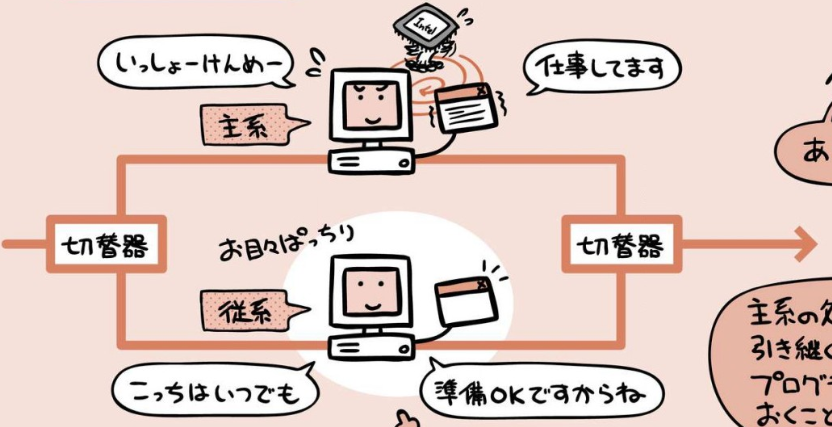 Intel
いっしょーけんめー
仕事してます
主系
あ
切替器
切替器
お目々ぱっちり
従系
主系の
引き継く
プログ
おくこと
こっちはいつでも
準備OKですからね